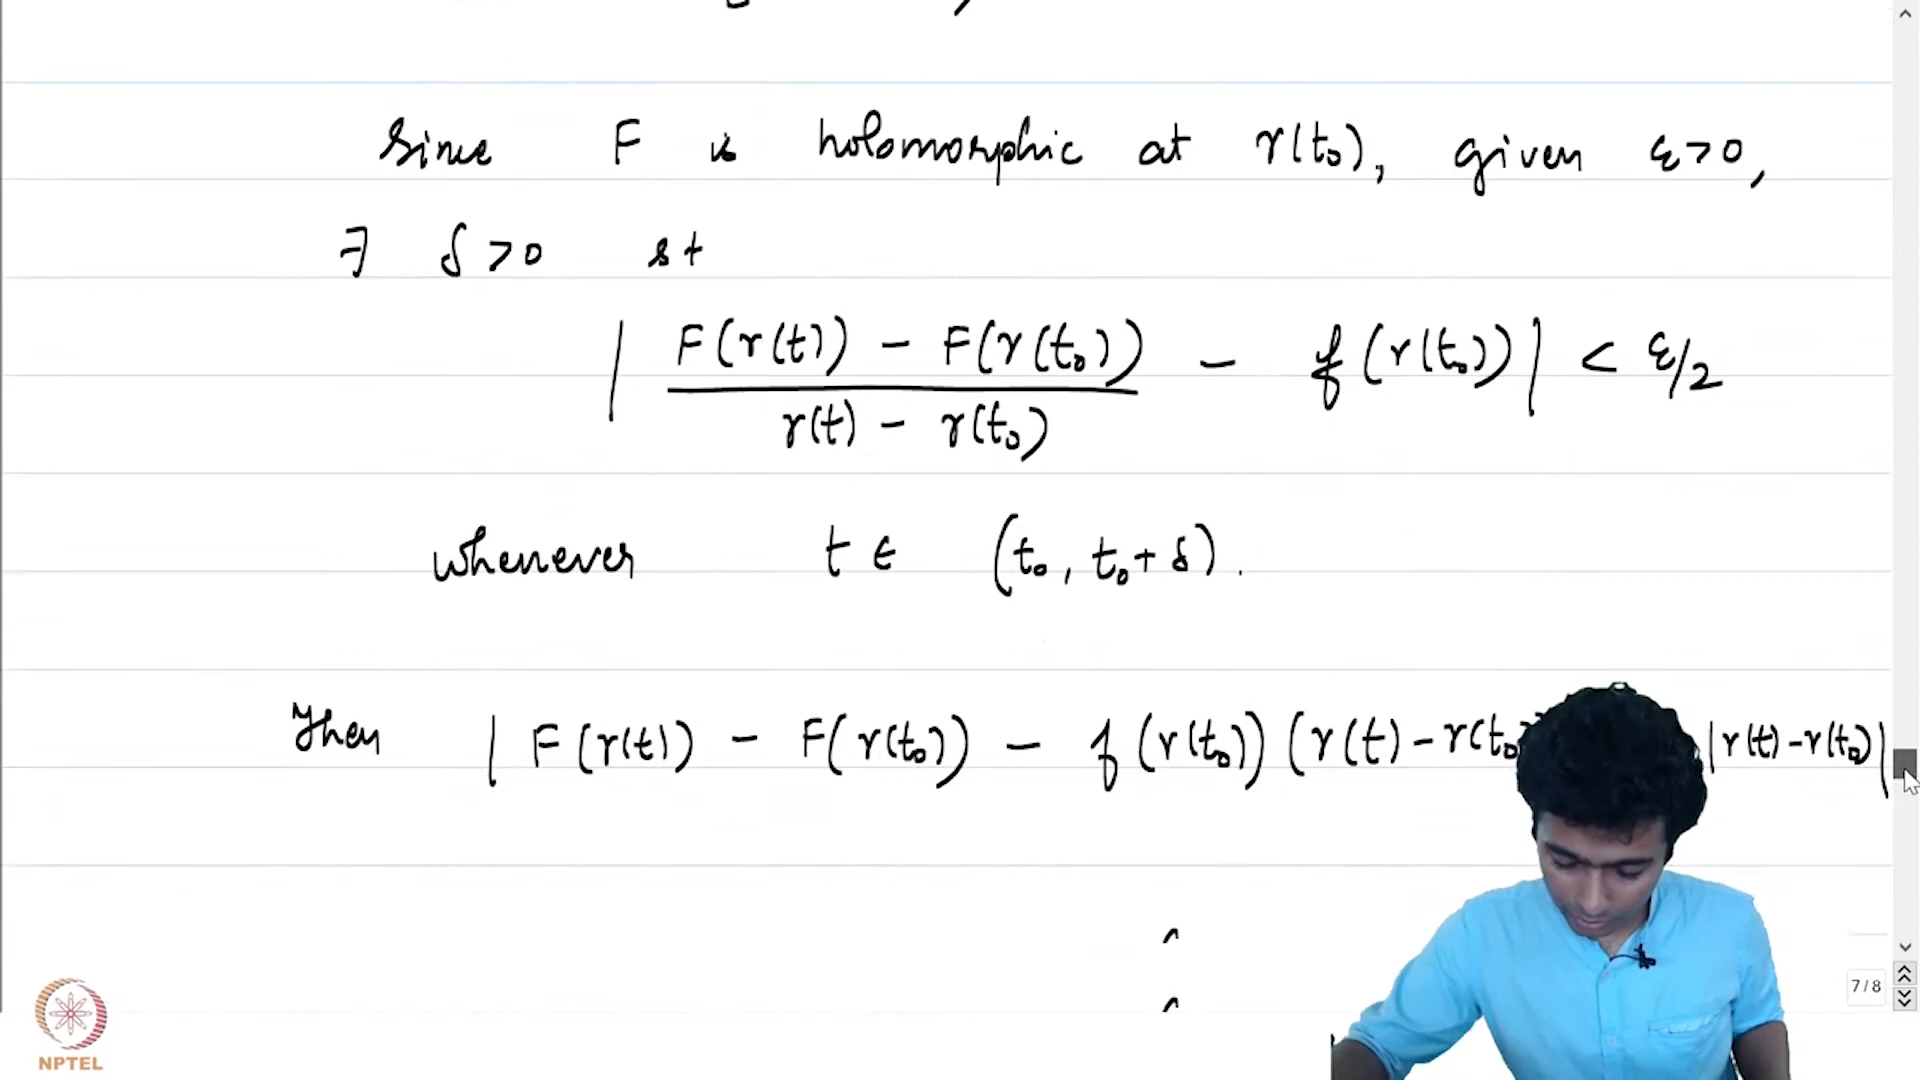 Since F is holomorphic at γ(t₀), given ε>0,
∃ δ>0 st
| F(γ(t)) - F(γ(t₀)) / γ(t) - γ(t₀) - f(γ(t₀)) | < ε/2
whenever t ∈ (t₀, t₀+δ).
Then | F(γ(t)) - F(γ(t₀)) - f(γ(t₀)) (γ(t) - γ(t₀ |γ(t) - γ(t₀)|
7/8
NPTEL